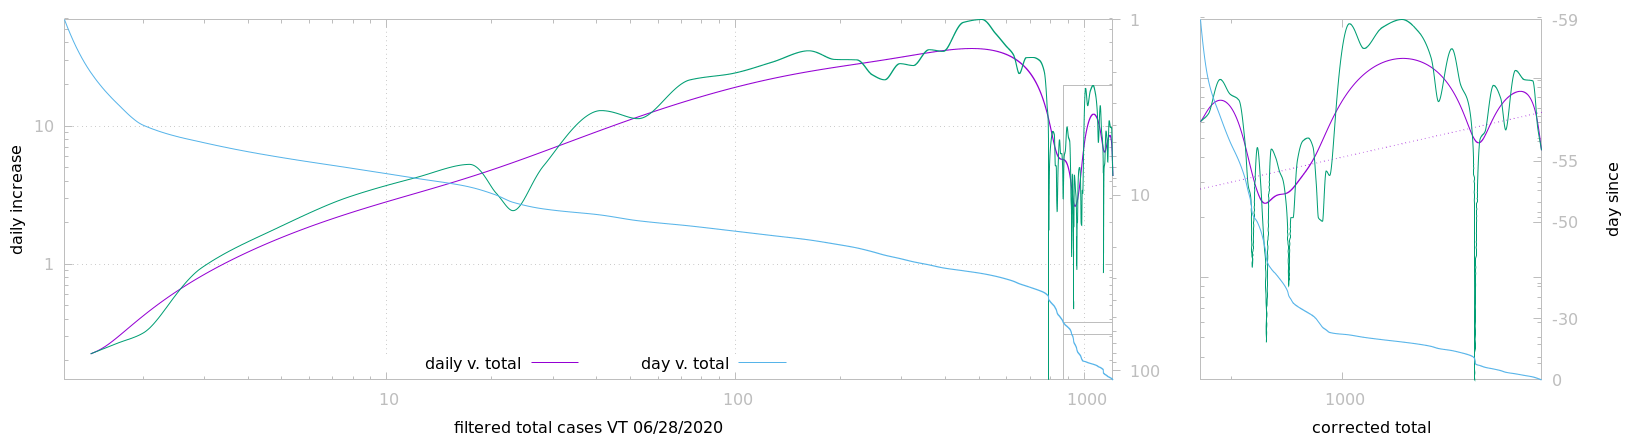 daily increase
10
1
daily v. total
day v. total
10
100
1000
filtered total cases VT 06/28/2020
1
10
100
-59
-55
-50
-30
0
day since
1000
corrected total